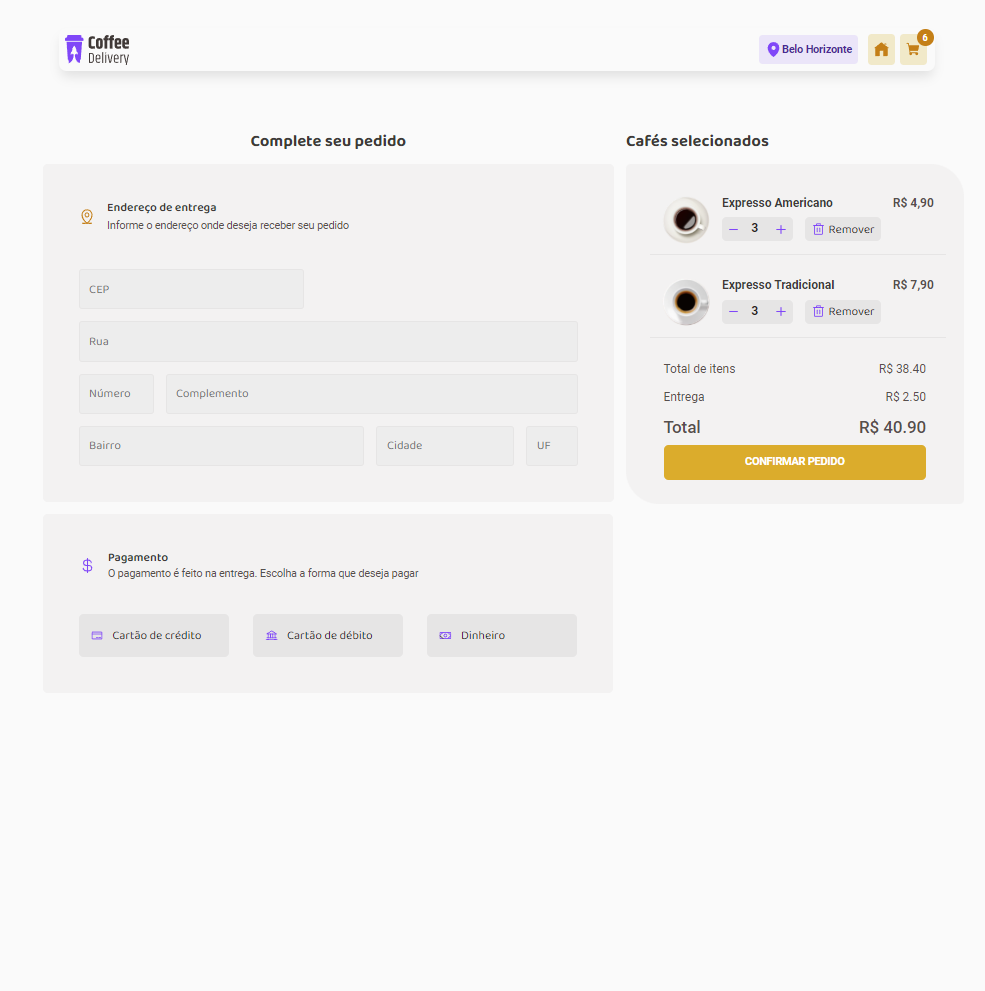 Coffee
Delivery
Belo Horizonte
6
Complete seu pedido
Endereço de entrega
Informe o endereço onde deseja receber seu pedido
CEP
Rua
Número
Complemento
Bairro
Cidade
UF
Pagamento
O pagamento é feito na entrega. Escolha a forma que deseja pagar
Cartão de crédito
Cartão de débito
Dinheiro
Cafés selecionados
Expresso Americano R$ 4,90
3 Remover
Expresso Tradicional R$ 7,90
3 Remover
Total de itens R$ 38.40
Entrega R$ 2.50
Total R$ 40.90
CONFIRMAR PEDIDO